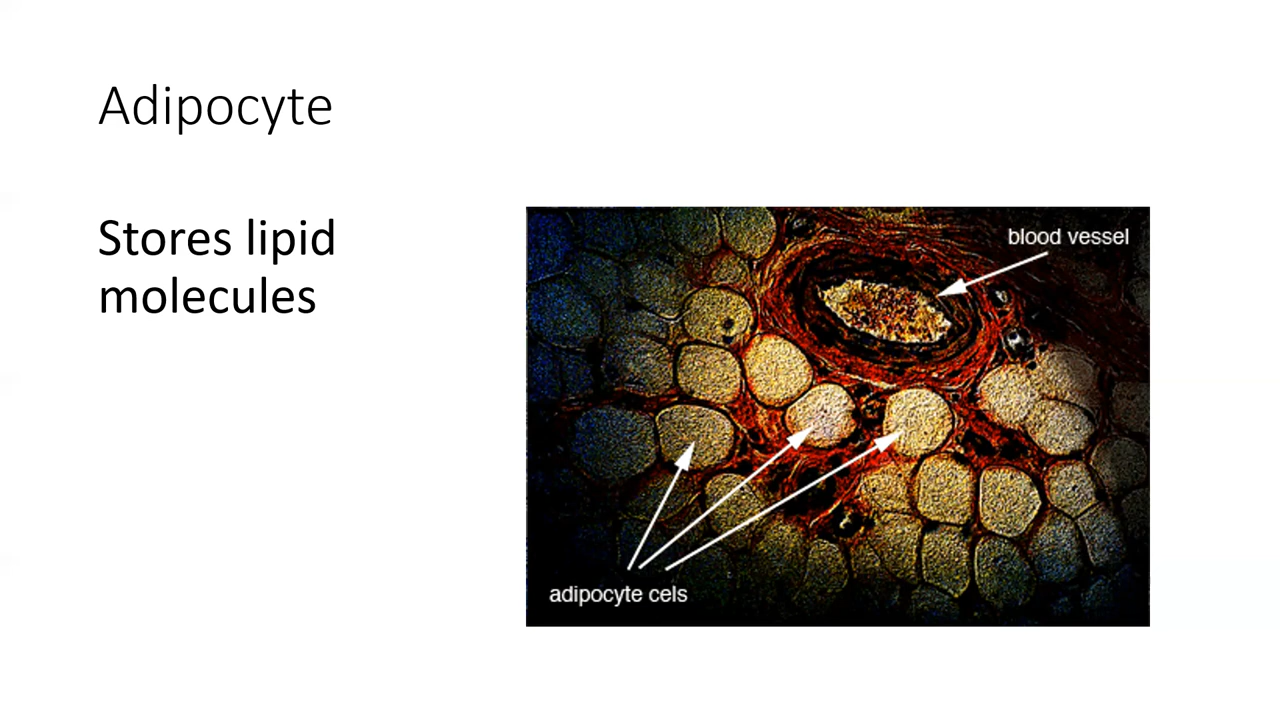 Adipocyte
Stores lipid
molecules
blood vessel
adipocyte cels